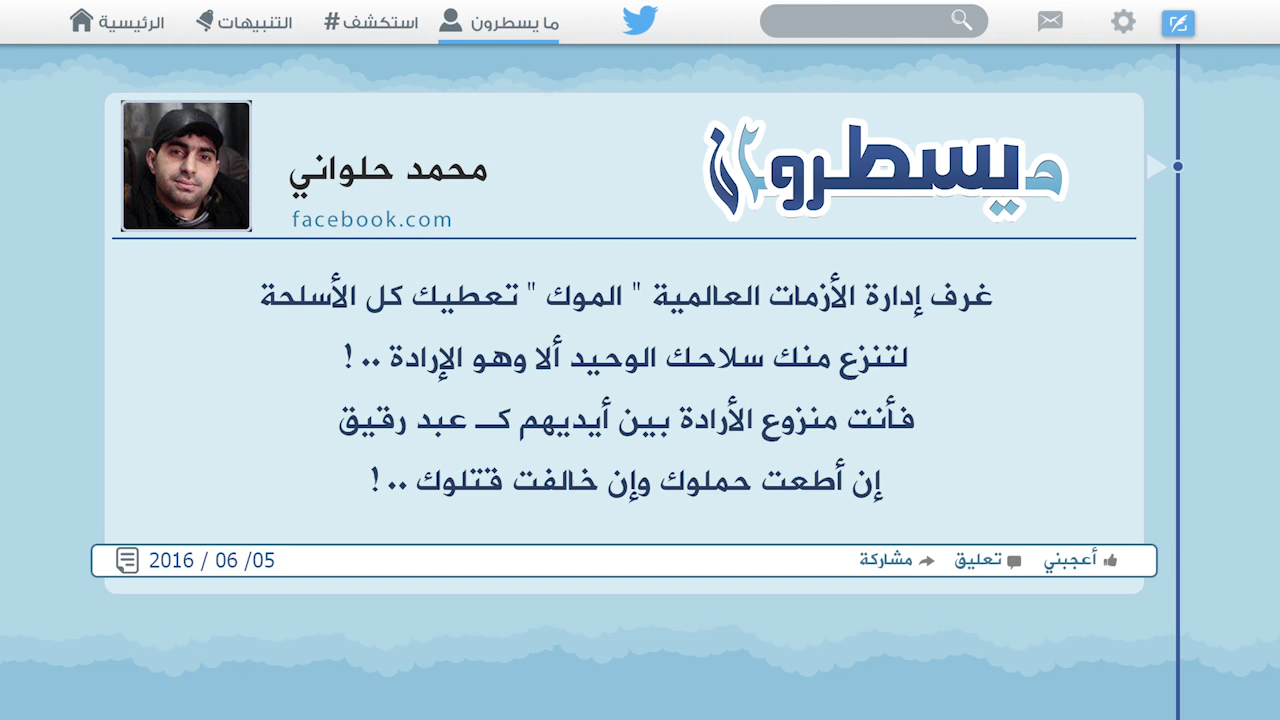 الرئيسية
التنبيهات
استكشف#
ما يسطرون
ما يسطرون
محمد حلواني
facebook.com
غرف إدارة الأزمات العالمية " الموك " تعطيك كل الأسلحة
لتنزع منك سلاحك الوحيد ألا وهو الإرادة .. !
فأنت منزوع الأرادة بين أيديهم كـ عبد رقيق
إن أطعت حملوك وإن خالفت قتلوك .. !
أعجبني
تعليق
مشاركة
2016 / 06 /05